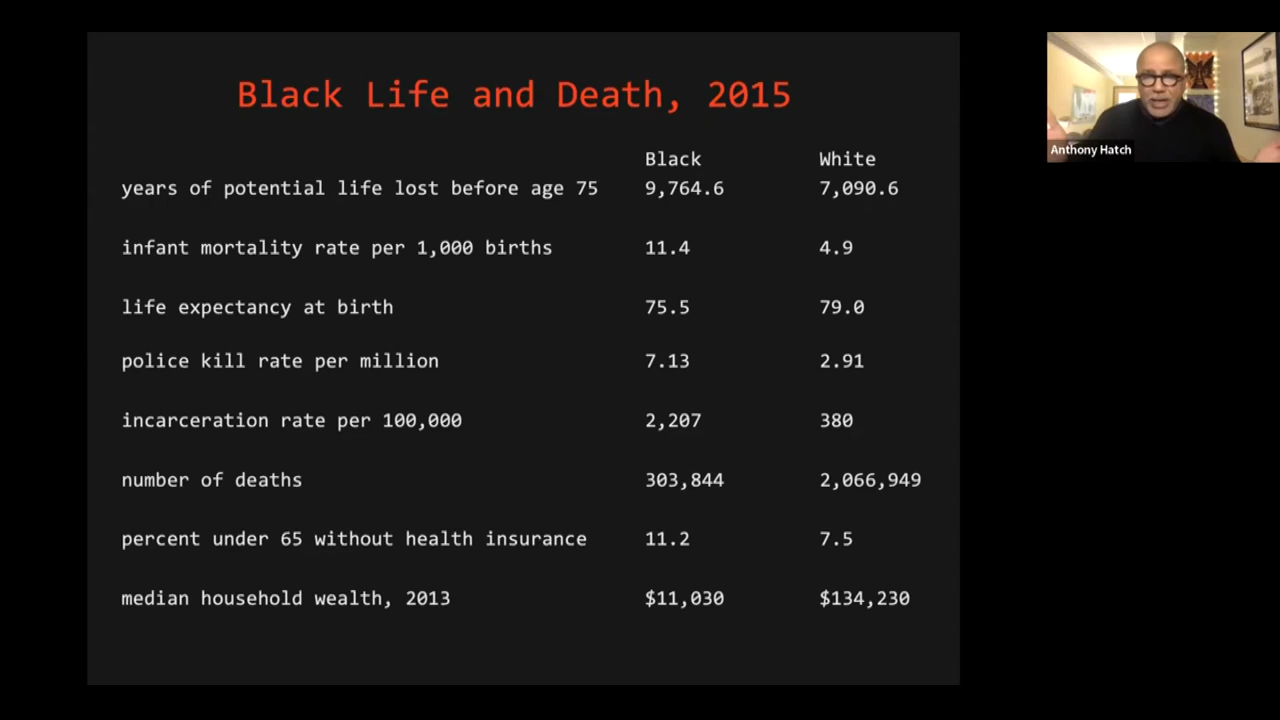 Black Life and Death, 2015
Black White
years of potential life lost before age 75 9,764.6 7,090.6
infant mortality rate per 1,000 births 11.4 4.9
life expectancy at birth 75.5 79.0
police kill rate per million 7.13 2.91
incarceration rate per 100,000 2,207 380
number of deaths 303,844 2,066,949
percent under 65 without health insurance 11.2 7.5
median household wealth, 2013 $11,030 $134,230
Anthony Hatch